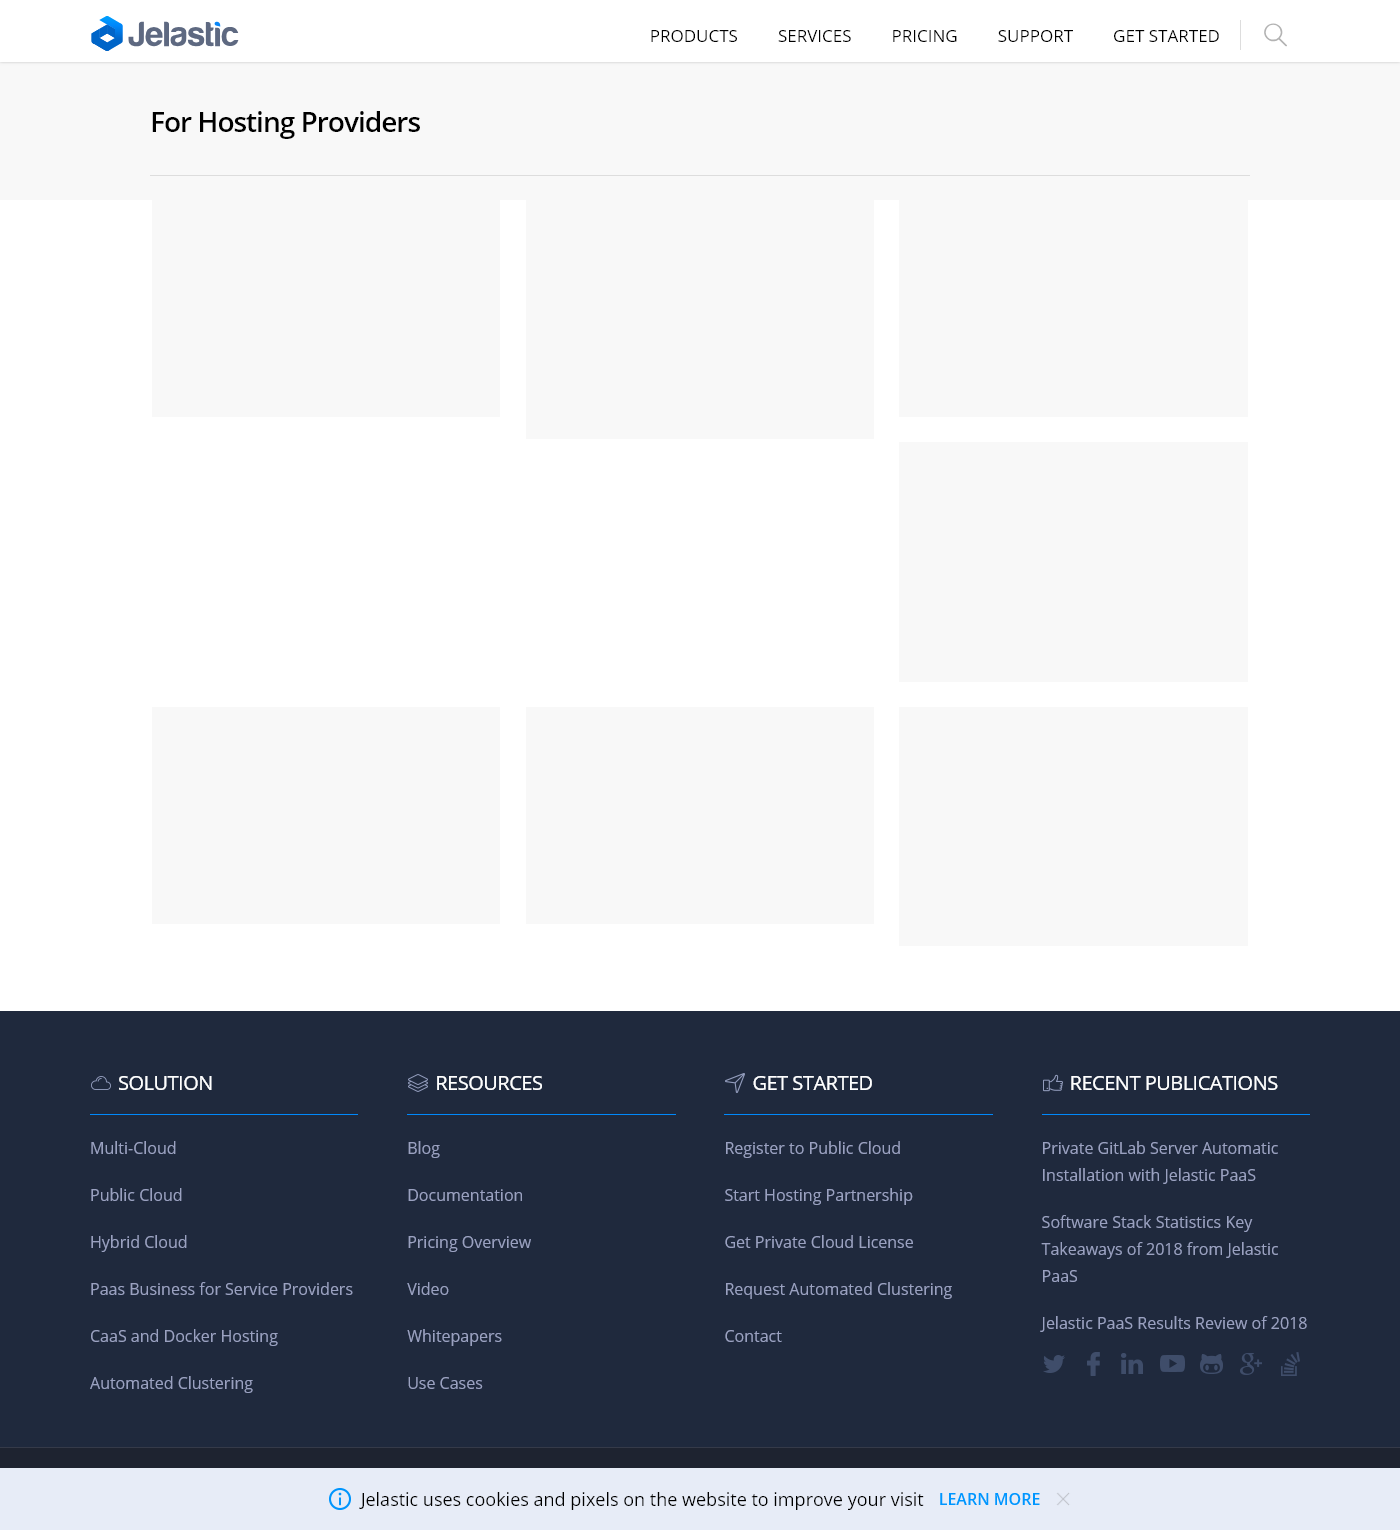 Jelastic
PRODUCTS
SERVICES
PRICING
SUPPORT
GET STARTED
For Hosting Providers
SOLUTION
Multi-Cloud
Public Cloud
Hybrid Cloud
Paas Business for Service Providers
CaaS and Docker Hosting
Automated Clustering
RESOURCES
Blog
Documentation
Pricing Overview
Video
Whitepapers
Use Cases
GET STARTED
Register to Public Cloud
Start Hosting Partnership
Get Private Cloud License
Request Automated Clustering
Contact
RECENT PUBLICATIONS
Private GitLab Server Automatic
Installation with Jelastic PaaS
Software Stack Statistics Key
Takeaways of 2018 from Jelastic
PaaS
Jelastic PaaS Results Review of 2018
Jelastic uses cookies and pixels on the website to improve your visit LEARN MORE